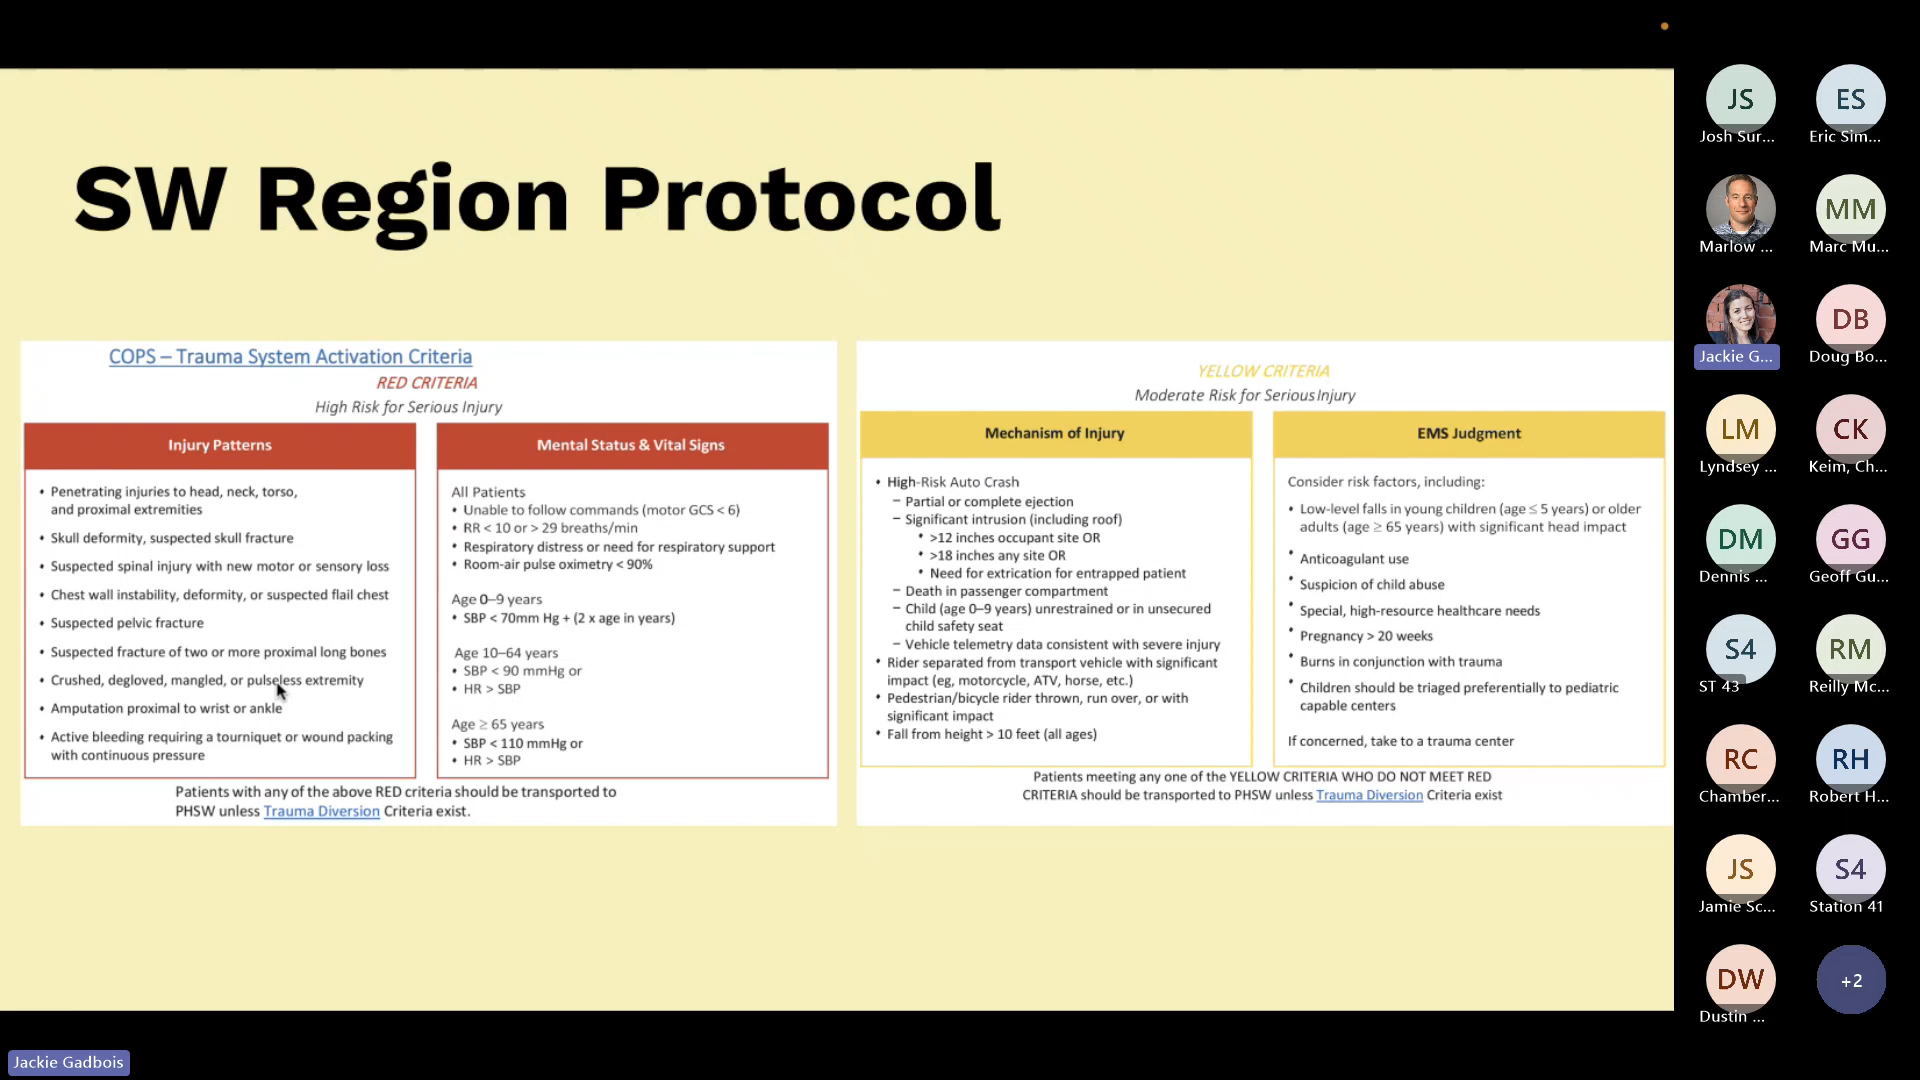 SW Region Protocol
COPS – Trauma System Activation Criteria
RED CRITERIA
High Risk for Serious Injury
Injury Patterns
• Penetrating injuries to head, neck, torso,
and proximal extremities
• Skull deformity, suspected skull fracture
• Suspected spinal injury with new motor or sensory loss
• Chest wall instability, deformity, or suspected flail chest
• Suspected pelvic fracture
• Suspected fracture of two or more proximal long bones
• Crushed, degloved, mangled, or pulseless extremity
• Amputation proximal to wrist or ankle
• Active bleeding requiring a tourniquet or wound packing
with continuous pressure
Mental Status & Vital Signs
All Patients
• Unable to follow commands (motor GCS < 6)
• RR < 10 or > 29 breaths/min
• Respiratory distress or need for respiratory support
• Room-air pulse oximetry < 90%
Age 0–9 years
• SBP < 70mm Hg + (2 x age in years)
Age 10–64 years
• SBP < 90 mmHg or
• HR > SBP
Age ≥ 65 years
• SBP < 110 mmHg or
• HR > SBP
Patients with any of the above RED criteria should be transported to
PHSW unless Trauma Diversion Criteria exist.
YELLOW CRITERIA
Moderate Risk for Serious Injury
Mechanism of Injury
• High-Risk Auto Crash
– Partial or complete ejection
– Significant intrusion (including roof)
• >12 inches occupant site OR
• >18 inches any site OR
• Need for extrication for entrapped patient
– Death in passenger compartment
– Child (age 0–9 years) unrestrained or in unsecured
child safety seat
– Vehicle telemetry data consistent with severe injury
• Rider separated from transport vehicle with significant
impact (eg, motorcycle, ATV, horse, etc.)
• Pedestrian/bicycle rider thrown, run over, or with
significant impact
• Fall from height > 10 feet (all ages)
EMS Judgment
Consider risk factors, including:
• Low-level falls in young children (age ≤ 5 years) or older
adults (age ≥ 65 years) with significant head impact
• Anticoagulant use
• Suspicion of child abuse
• Special, high-resource healthcare needs
• Pregnancy > 20 weeks
• Burns in conjunction with trauma
• Children should be triaged preferentially to pediatric
capable centers
If concerned, take to a trauma center
Patients meeting any one of the YELLOW CRITERIA WHO DO NOT MEET RED
CRITERIA should be transported to PHSW unless Trauma Diversion Criteria exist
JS
Josh Sur...
ES
Eric Sim...
Marlow ...
MM
Marc Mu...
Jackie G...
DB
Doug Bo...
LM
Lyndsey ...
CK
Keim, Ch...
DM
Dennis ...
GG
Geoff Gu...
S4
ST 43
RM
Reilly Mc...
RC
Chamber...
RH
Robert H...
JS
Jamie Sc...
S4
Station 41
DW
Dustin ...
+2
Jackie Gadbois